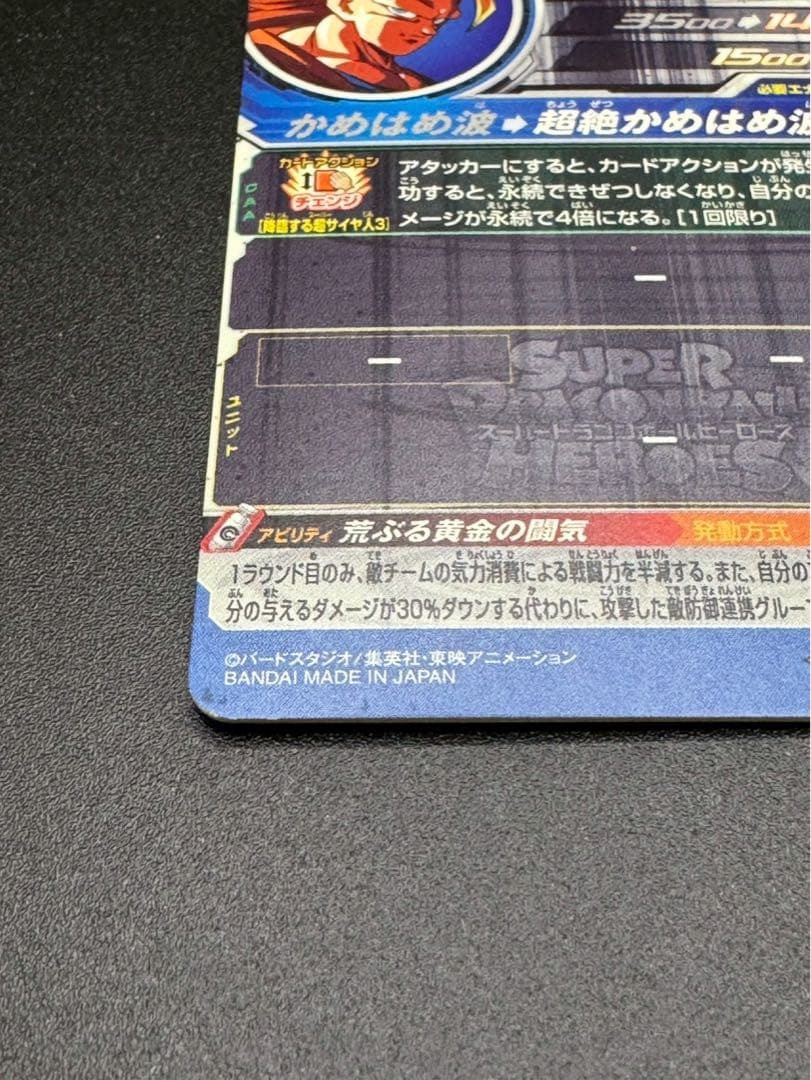 3500➡14
1500
必要エナ
かめはめ波➡超絶かめはめ波
カードアクション
チェンジ
[降臨する超サイヤ人3]
CAA
アタッカーにすると、カードアクションが発生
功すると、永続できぜつしなくなり、自分の
メージが永続で4倍になる。[1回限り]
ー
ー
ー
ー
ユニット
SUPER
DRAGONBALL
スーパードラゴンボールヒーローズ
HEROES
アビリティ 荒ぶる黄金の闘気 発動方式
1ラウンド目のみ、敵チームの気力消費による戦闘力を半減する。また、自分の
分の与えるダメージが30%ダウンする代わりに、攻撃した敵防御連携グルー
©バードスタジオ/集英社・東映アニメーション
BANDAI MADE IN JAPAN